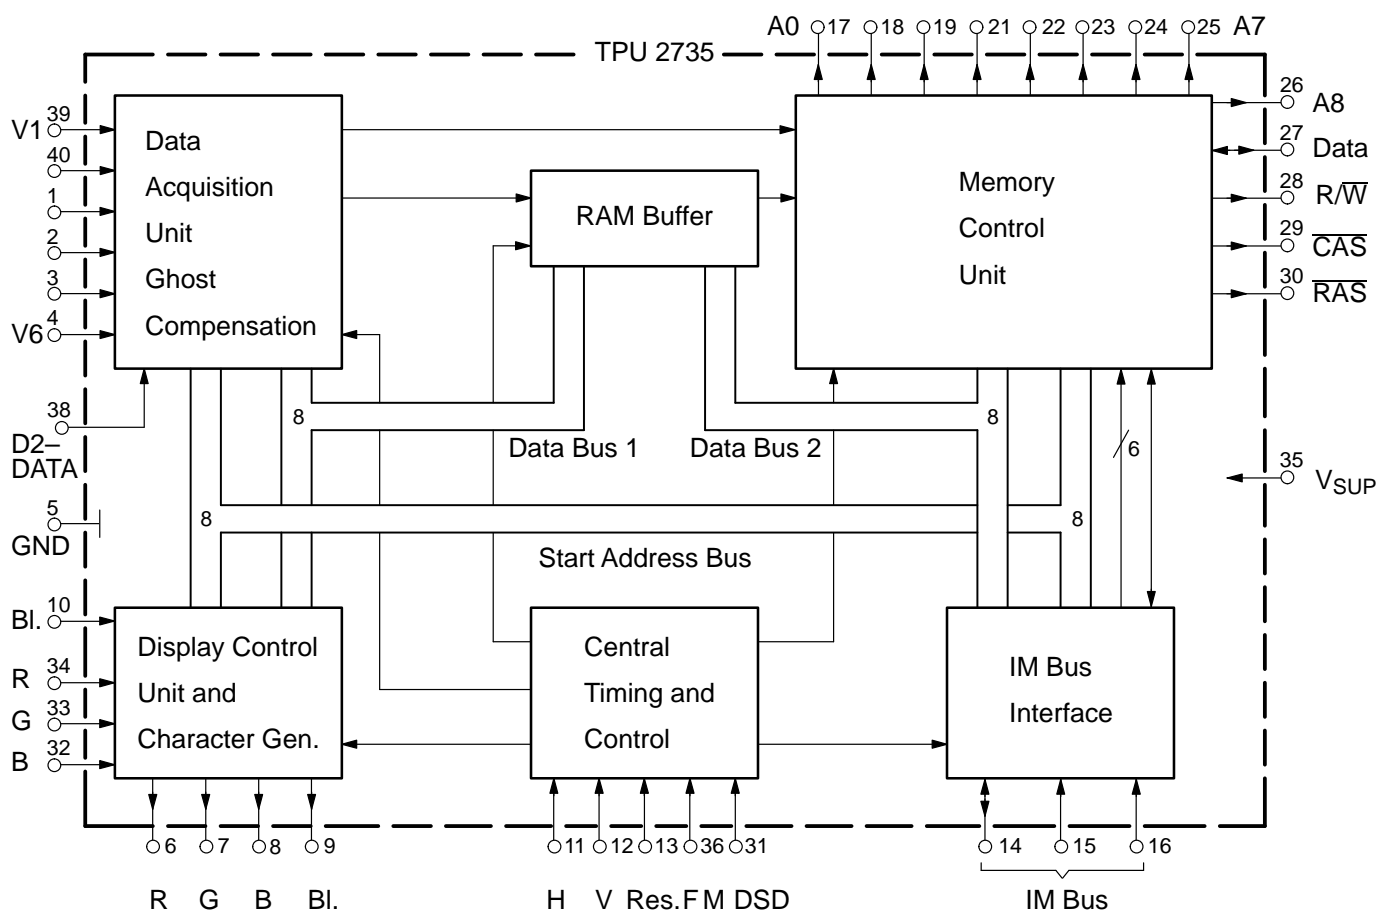 A0 17 18 19 21 22 23 24 25 A7
TPU 2735
26
A8
27
Data
28
R/W̅
29
C̅A̅S̅
30
R̅A̅S̅
39
V1
40
1
2
3
4
V6
Data
Acquisition
Unit
Ghost
Compensation
RAM Buffer
Memory
Control
Unit
38
D2–
DATA
8
8
Data Bus 1
Data Bus 2
6
35
VSUP
5
GND
8
8
Start Address Bus
10
Bl.
34
R
33
G
32
B
Display Control
Unit and
Character Gen.
Central
Timing and
Control
IM Bus
Interface
6 7 8 9 11 12 13 36 31 14 15 16
R G B Bl. H V Res. F M DSD IM Bus